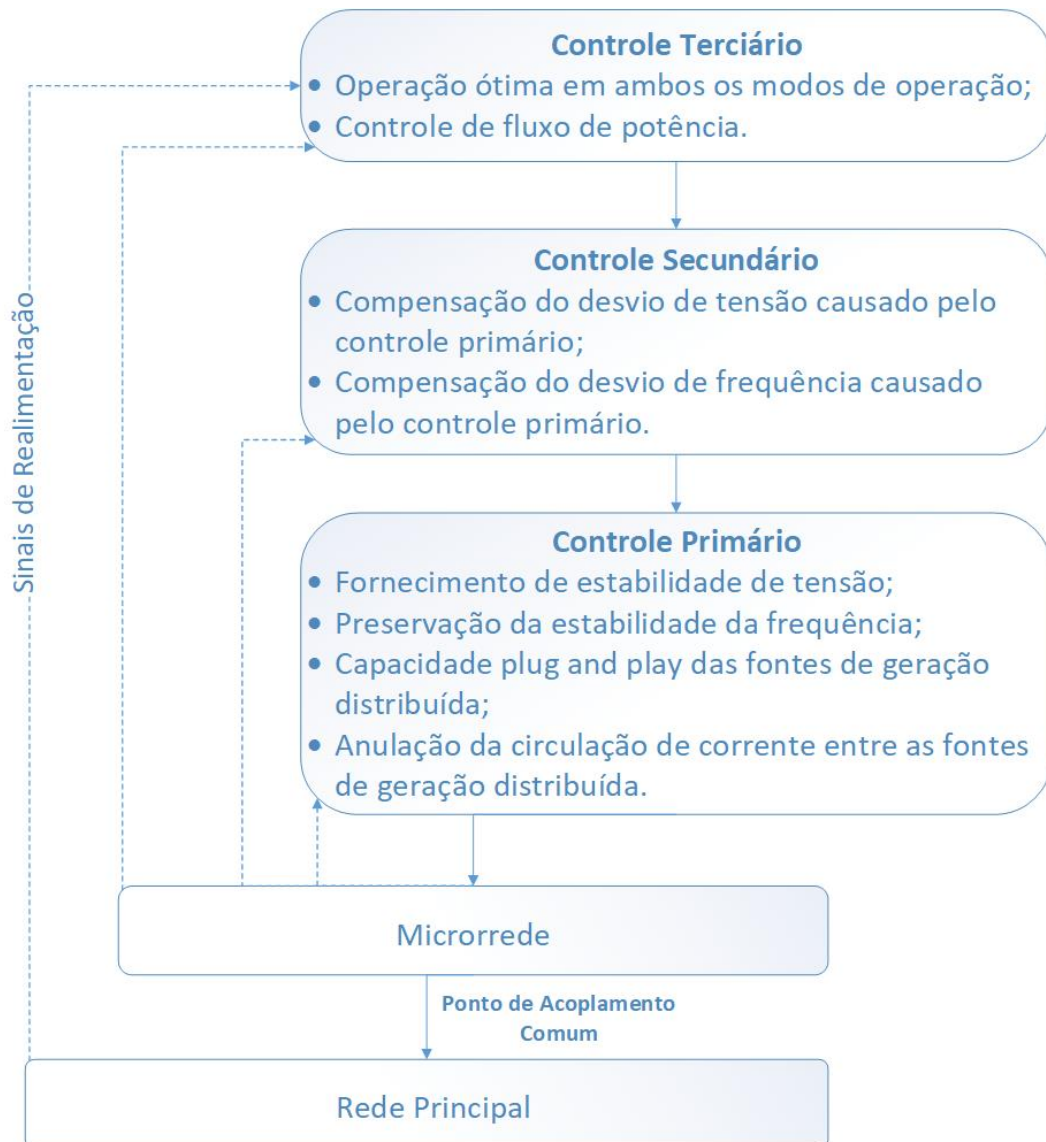 Controle Terciário
• Operação ótima em ambos os modos de operação;
• Controle de fluxo de potência.
Controle Secundário
• Compensação do desvio de tensão causado pelo
controle primário;
• Compensação do desvio de frequência causado
pelo controle primário.
Sinais de Realimentação
Controle Primário
• Fornecimento de estabilidade de tensão;
• Preservação da estabilidade da frequência;
• Capacidade plug and play das fontes de geração
distribuída;
• Anulação da circulação de corrente entre as fontes
de geração distribuída.
Microrrede
Ponto de Acoplamento
Comum
Rede Principal